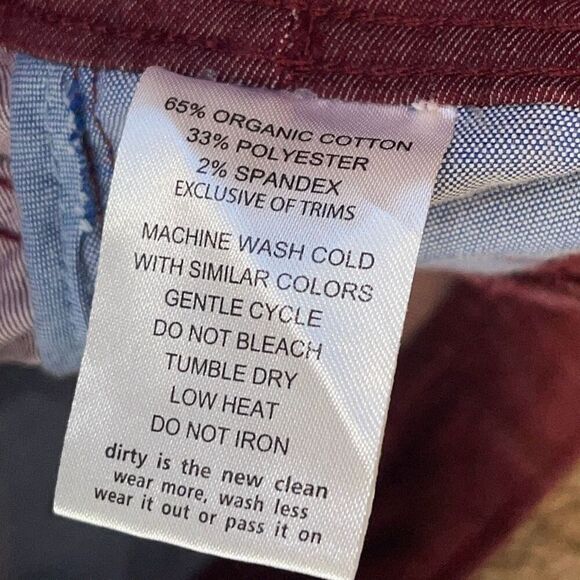 65% ORGANIC COTTON
33% POLYESTER
2% SPANDEX
EXCLUSIVE OF TRIMS
MACHINE WASH COLD
WITH SIMILAR COLORS
GENTLE CYCLE
DO NOT BLEACH
TUMBLE DRY
LOW HEAT
DO NOT IRON
dirty is the new clean
wear more, wash less
wear it out or pass it on